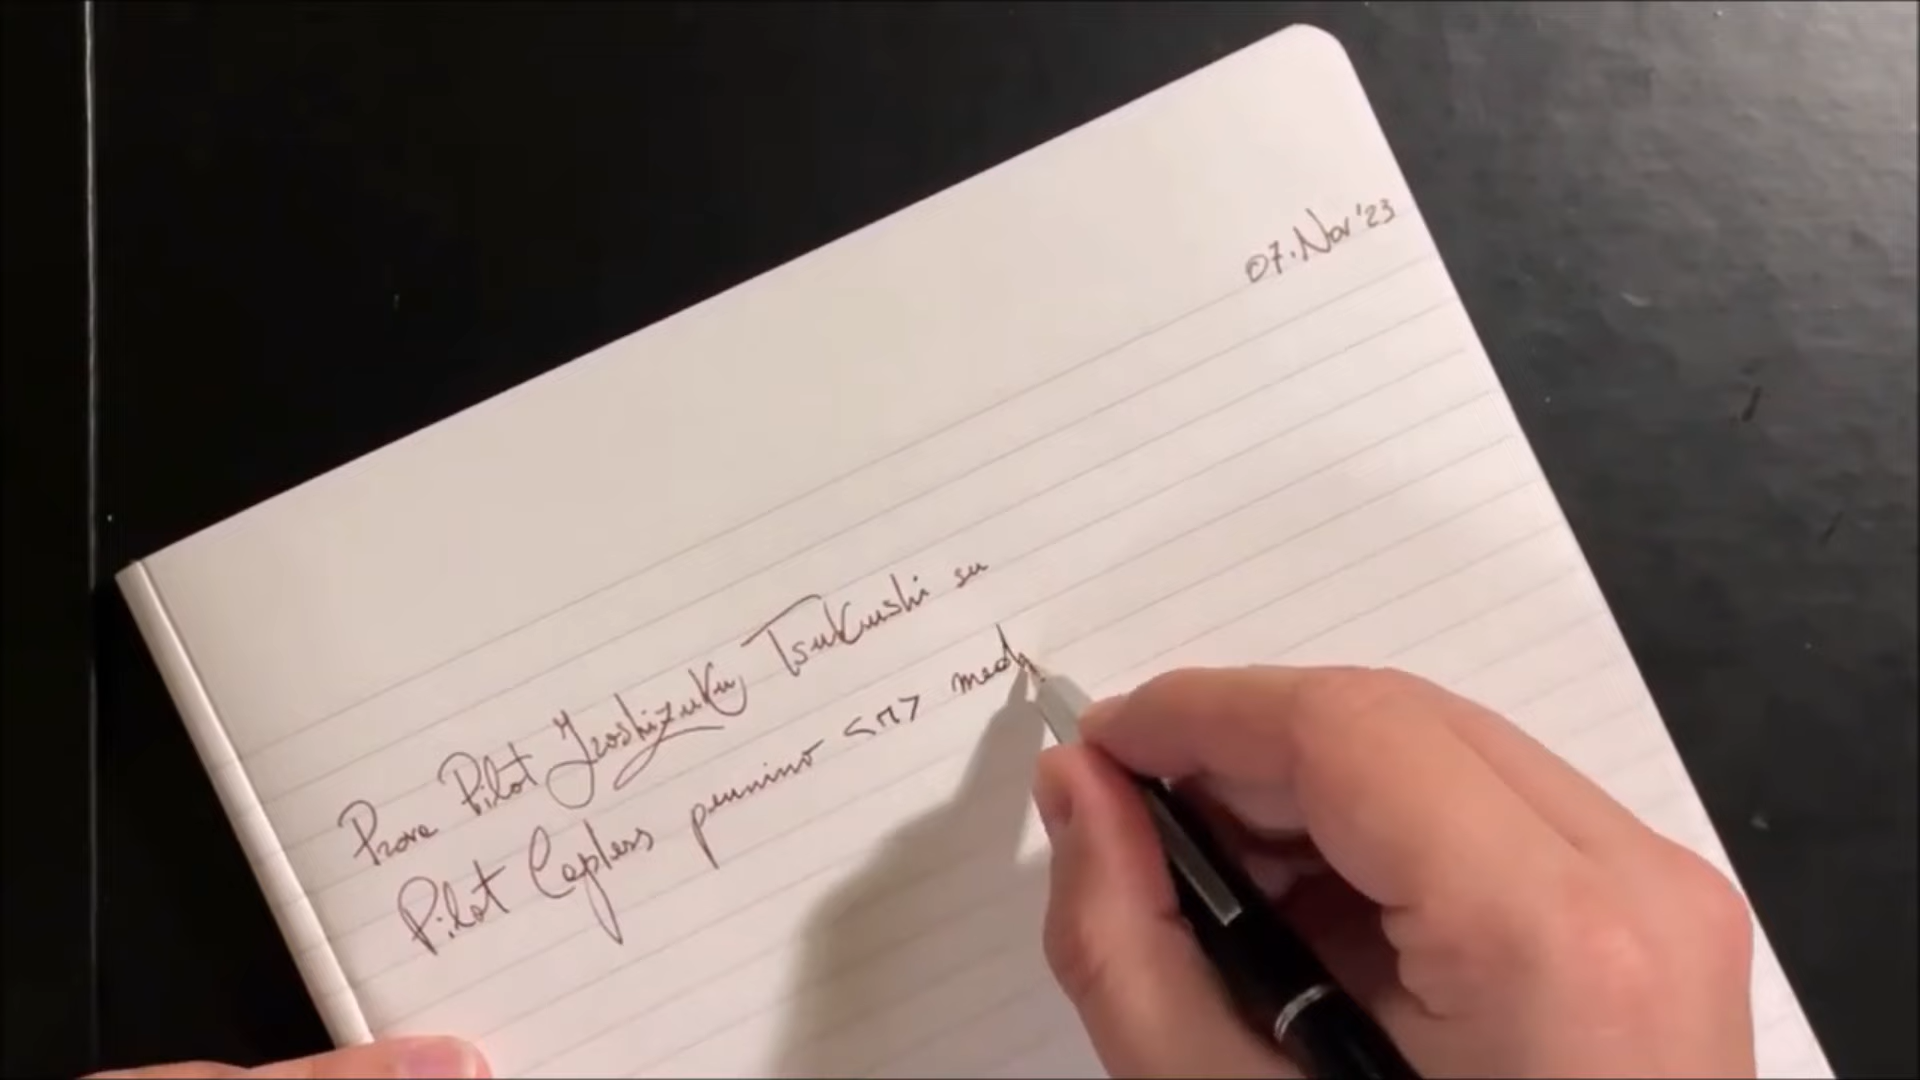 07.Nov'23
Prova Pilot Iroshizuku Tsukushi su
Pilot Capless pennino <M> med